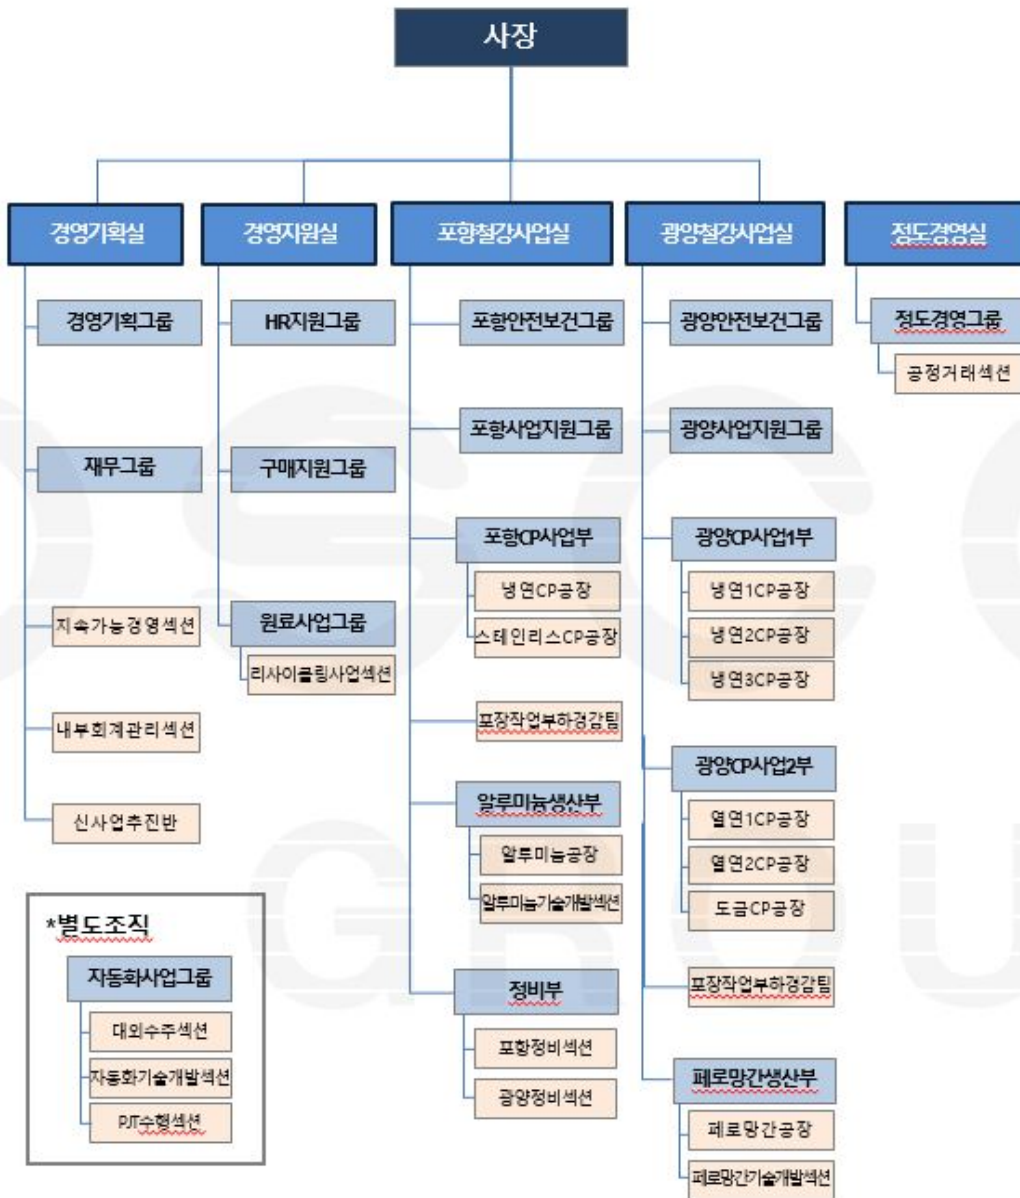 사장
경영기획실
경영기획그룹
재무그룹
지속가능경영섹션
내부회계관리섹션
신사업추진반
경영지원실
HR지원그룹
구매지원그룹
원료사업그룹
리사이클링사업섹션
포항철강사업실
포항안전보건그룹
포항사업지원그룹
포항CP사업부
냉연CP공장
스테인리스CP공장
포장작업부하경감팀
알루미늄생산부
알루미늄공장
알루미늄기술개발섹션
정비부
포항정비섹션
광양정비섹션
광양철강사업실
광양안전보건그룹
광양사업지원그룹
광양CP사업1부
냉연1CP공장
냉연2CP공장
냉연3CP공장
광양CP사업2부
열연1CP공장
열연2CP공장
도금CP공장
포장작업부하경감팀
페로망간생산부
페로망간공장
페로망간기술개발섹션
정도경영실
정도경영그룹
공정거래섹션
*별도조직
자동화사업그룹
대외수주섹션
자동화기술개발섹션
PJT수행섹션
OSCO
GROU